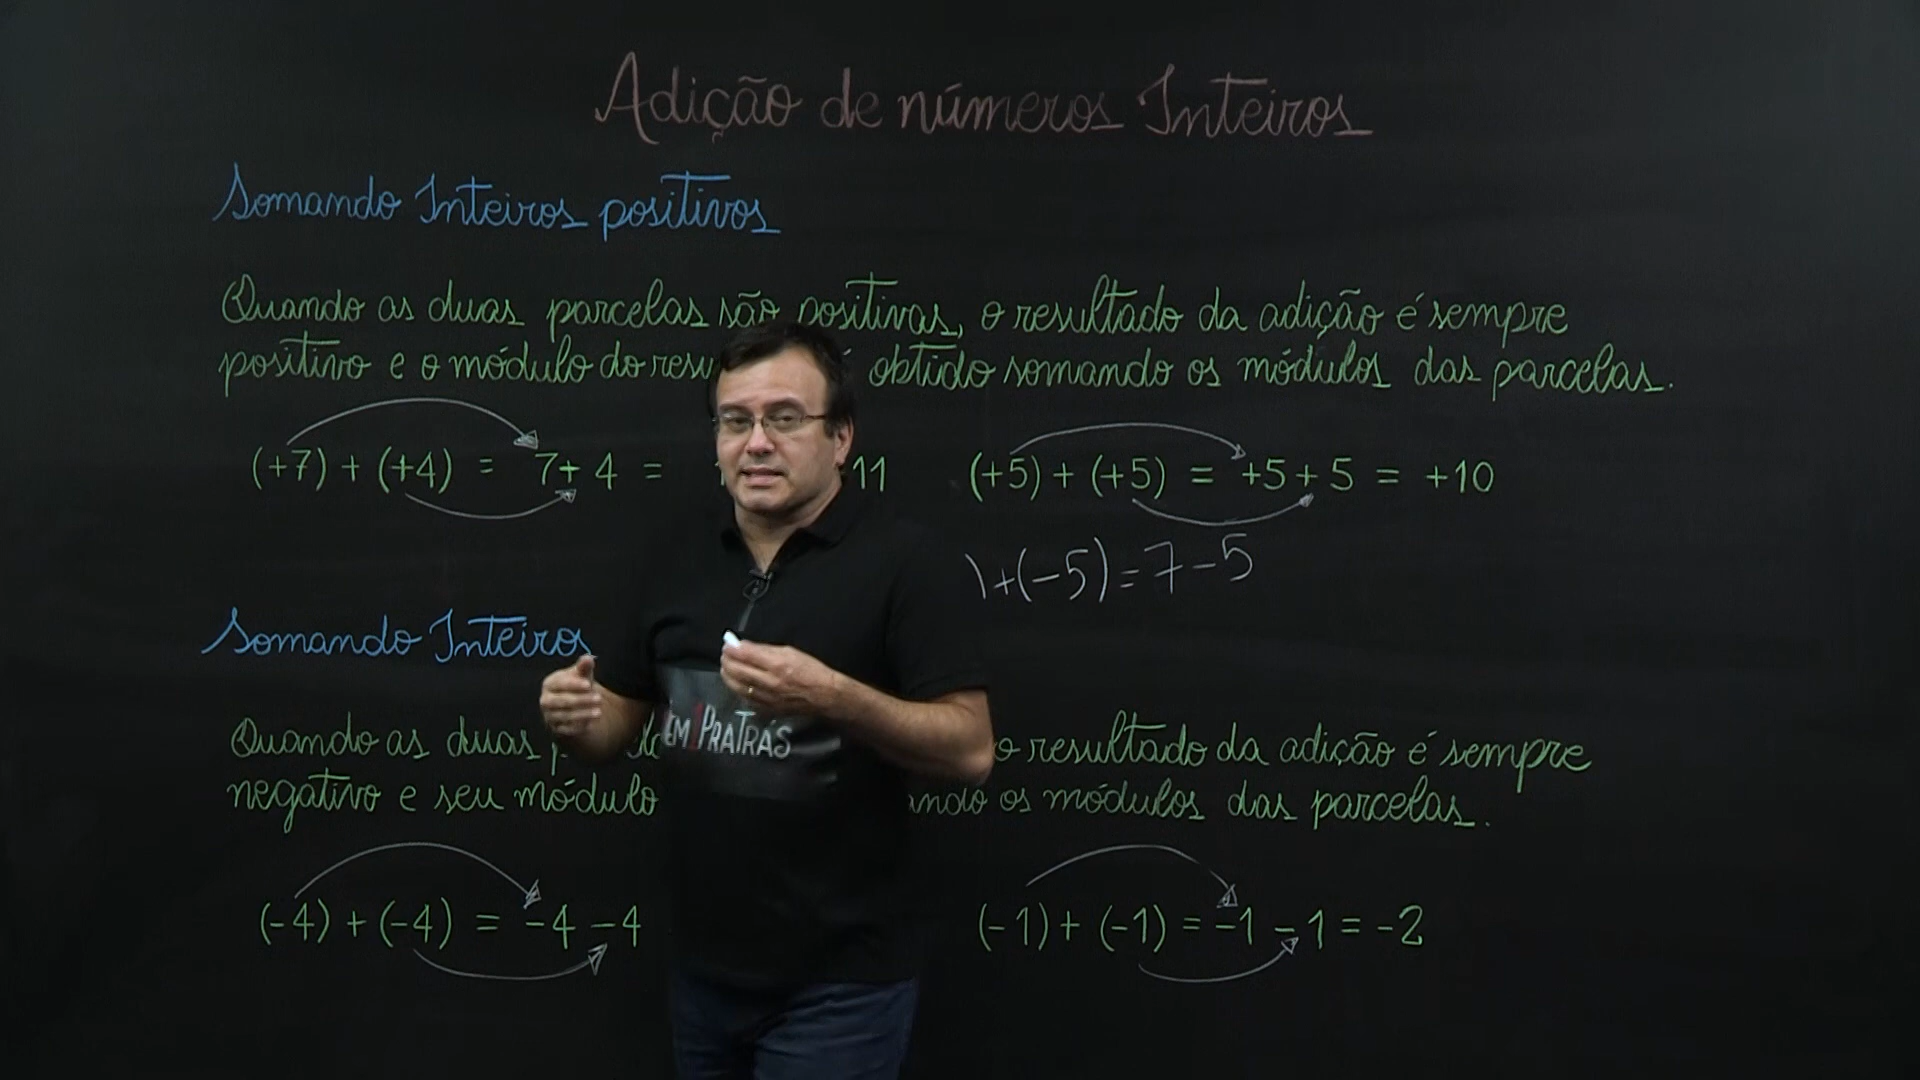 Adição de números Inteiros
Somando Inteiros positivos
Quando as duas parcelas são positivas, o resultado da adição é sempre
positivo e o módulo do resu obtido somando os módulos das parcelas.
(+7) + (+4) = 7+ 4 = 11
(+5) + (+5) = +5 + 5 = +10
)+(-5)=7-5
Somando Inteiros
Quando as duas o resultado da adição é sempre
negativo e seu módulo ando os módulos das parcelas.
EM1PRATRÁS
(-4) + (-4) = -4 -4
(-1) + (-1) = -1 - 1 = -2